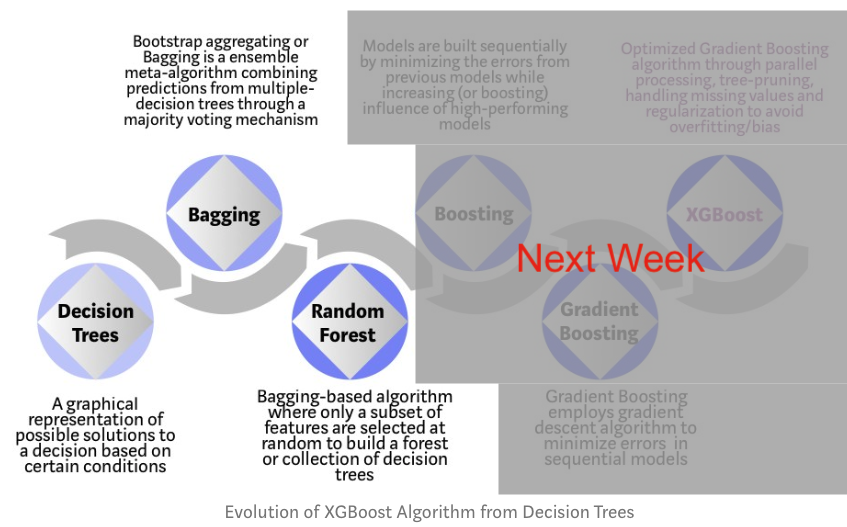 Bootstrap aggregating or
Bagging is a ensemble
meta-algorithm combining
predictions from multiple-
decision trees through a
majority voting mechanism
Models are built sequentially
by minimizing the errors from
previous models while
increasing (or boosting)
influence of high-performing
models
Optimized Gradient Boosting
algorithm through parallel
processing, tree-pruning,
handling missing values and
regularization to avoid
overfitting/bias
Bagging
Boosting
XGBoost
Next Week
Decision
Trees
Random
Forest
Gradient
Boosting
A graphical
representation of
possible solutions to
a decision based on
certain conditions
Bagging-based algorithm
where only a subset of
features are selected at
random to build a forest
or collection of decision
trees
Gradient Boosting
employs gradient
descent algorithm to
minimize errors in
sequential models
Evolution of XGBoost Algorithm from Decision Trees